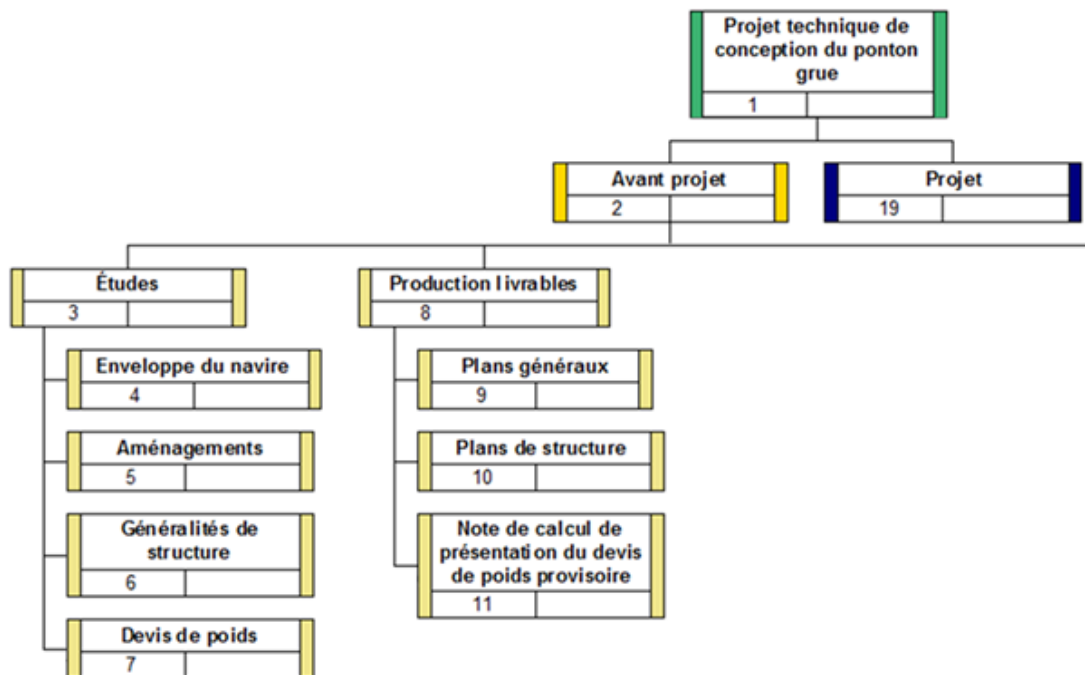 Projet technique de
conception du ponton
grue
1
Avant projet
2
Projet
19
Études
3
Production livrables
8
Enveloppe du navire
4
Plans généraux
9
Aménagements
5
Plans de structure
10
Généralités de
structure
6
Note de calcul de
présentation du devis
de poids provisoire
11
Devis de poids
7